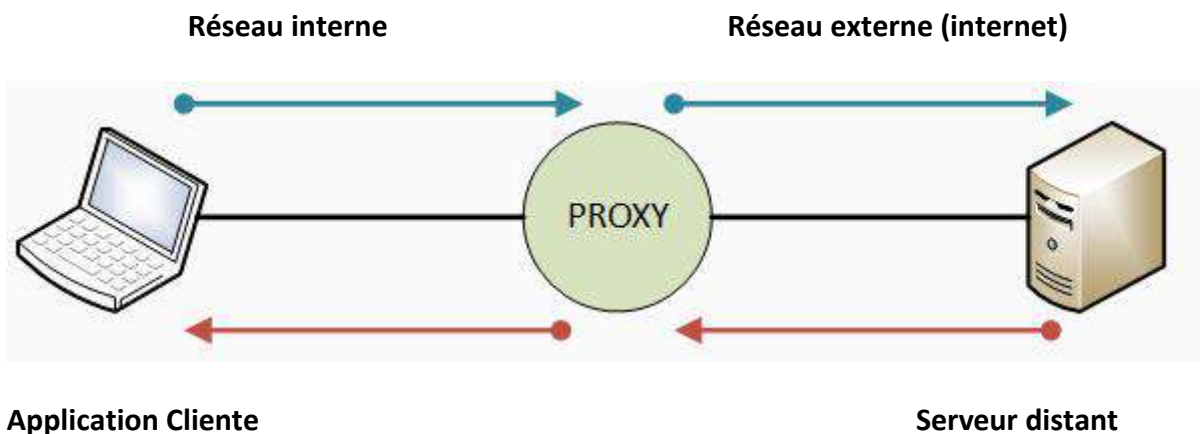 Réseau interne Réseau externe (internet)
PROXY
Application Cliente Serveur distant